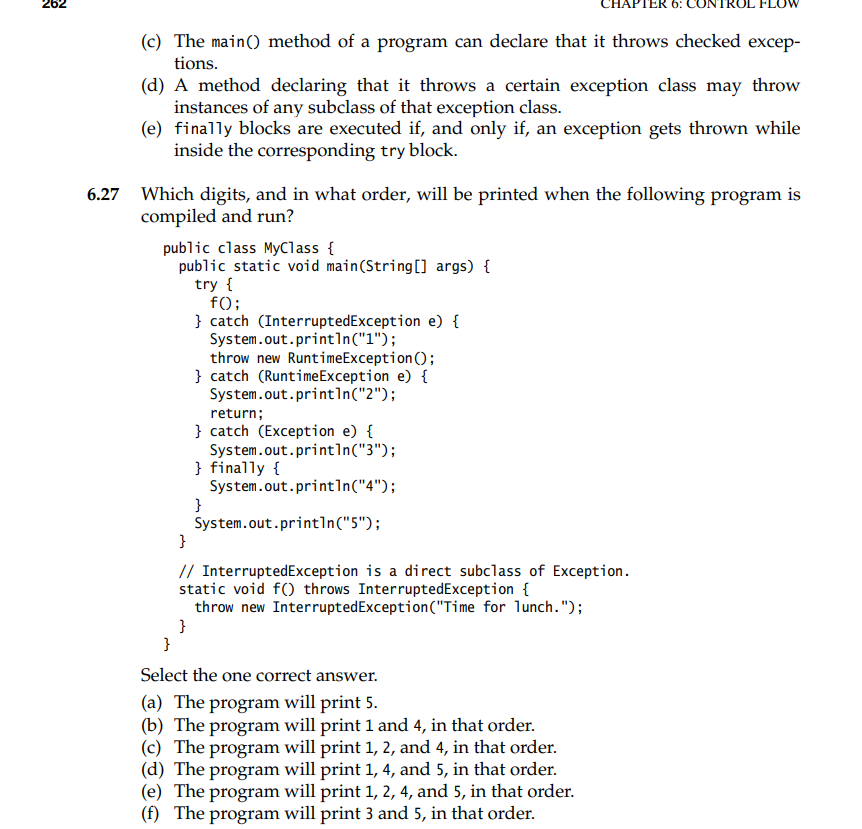 262
CHAPTER 6: CONTROL FLOW
(c) The main() method of a program can declare that it throws checked excep-
tions.
(d) A method declaring that it throws a certain exception class may throw
instances of any subclass of that exception class.
(e) finally blocks are executed if, and only if, an exception gets thrown while
inside the corresponding try block.
6.27 Which digits, and in what order, will be printed when the following program is
compiled and run?
public class MyClass {
  public static void main(String[] args) {
    try {
      f();
    } catch (InterruptedException e) {
      System.out.println("1");
      throw new RuntimeException();
    } catch (RuntimeException e) {
      System.out.println("2");
      return;
    } catch (Exception e) {
      System.out.println("3");
    } finally {
      System.out.println("4");
    }
    System.out.println("5");
  }
  // InterruptedException is a direct subclass of Exception.
  static void f() throws InterruptedException {
    throw new InterruptedException("Time for lunch.");
  }
}
Select the one correct answer.
(a) The program will print 5.
(b) The program will print 1 and 4, in that order.
(c) The program will print 1, 2, and 4, in that order.
(d) The program will print 1, 4, and 5, in that order.
(e) The program will print 1, 2, 4, and 5, in that order.
(f) The program will print 3 and 5, in that order.